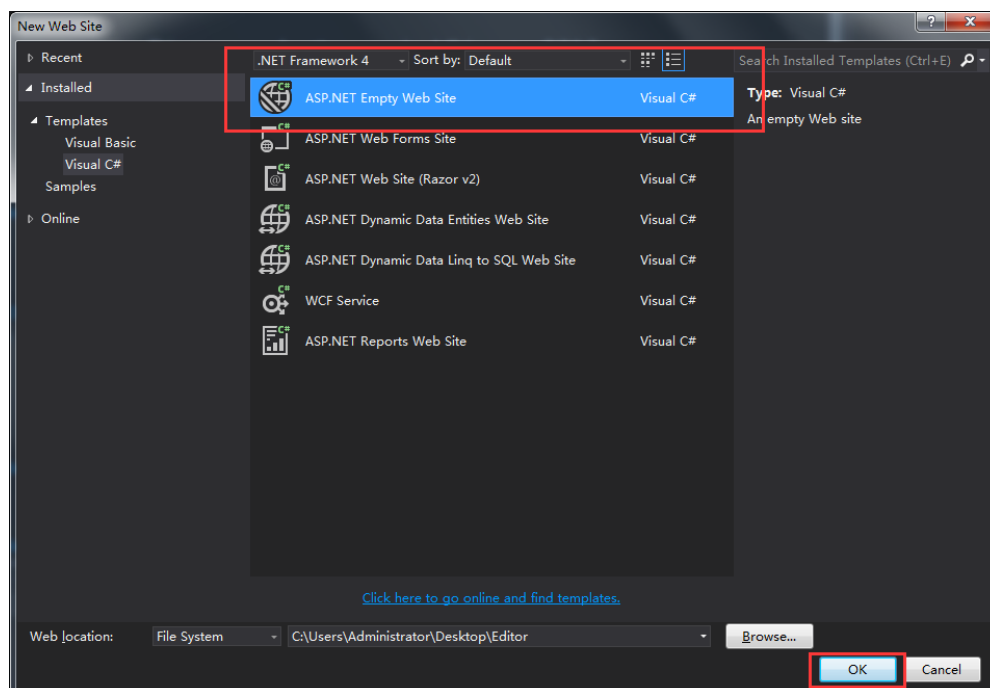 New Web Site
Recent
Installed
Templates
Visual Basic
Visual C#
Samples
Online
.NET Framework 4 Sort by: Default
Search Installed Templates (Ctrl+E)
ASP.NET Empty Web Site Visual C#
ASP.NET Web Forms Site Visual C#
ASP.NET Web Site (Razor v2) Visual C#
ASP.NET Dynamic Data Entities Web Site Visual C#
ASP.NET Dynamic Data Linq to SQL Web Site Visual C#
WCF Service Visual C#
ASP.NET Reports Web Site Visual C#
Type: Visual C#
An empty Web site
Click here to go online and find templates.
Web location: File System C:\Users\Administrator\Desktop\Editor Browse...
OK Cancel